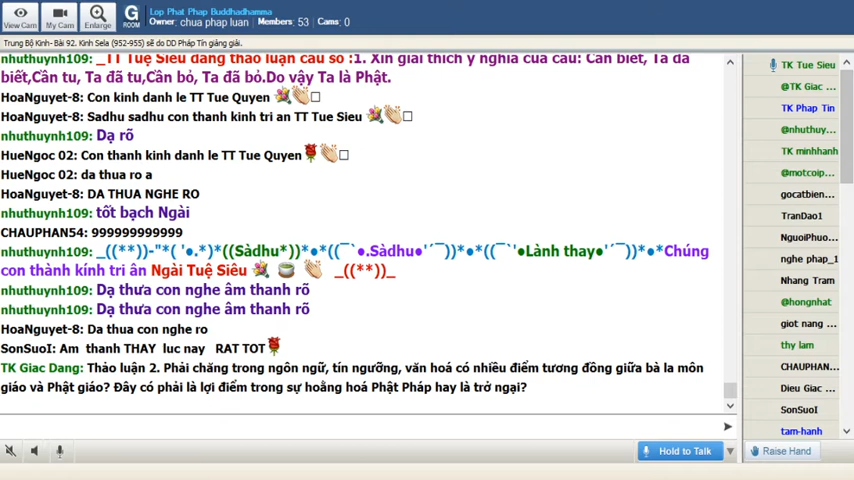 Lop Phat Phap Buddhadhamma
Owner: chua phap luan  Members: 53  Cams: 0
View Cam
My Cam
Enlarge
G
ROOM
Trung Bộ Kinh- Bài 92. Kinh Sela (952-955) sẽ do DD Pháp Tín giảng giải.
nhuthuynh109: _TT Tuệ Siêu đang thảo luận câu số :1. Xin giải thích ý nghĩa của câu: Cần biết, Ta đã
biết,Cần tu, Ta đã tu,Cần bỏ, Ta đã bỏ.Do vậy Ta là Phật.
HoaNguyet-8: Con kinh danh le TT Tue Quyen
HoaNguyet-8: Sadhu sadhu con thanh kinh tri an TT Tue Sieu
nhuthuynh109: Dạ rõ
HueNgoc 02: Con thanh kinh danh le TT Tue Quyen
HueNgoc 02: da thua ro a
HoaNguyet-8: DA THUA NGHE RO
nhuthuynh109: tốt bạch Ngài
CHAUPHAN54: 999999999999
nhuthuynh109: _((**))-"*( '•.*)*((Sàdhu*))*•*((¯`•.Sàdhu•'´¯))*•*((¯`'•Lành thay•'´¯))*•*Chúng
con thành kính tri ân Ngài Tuệ Siêu _((**))_
nhuthuynh109: Dạ thưa con nghe âm thanh rõ
nhuthuynh109: Dạ thưa con nghe âm thanh rõ
HoaNguyet-8: Da thua con nghe ro
SonSuoI: Am thanh THAY luc nay RAT TOT
TK Giac Dang: Thảo luận 2. Phải chăng trong ngôn ngữ, tín ngưỡng, văn hoá có nhiều điểm tương đồng giữa bà la môn
giáo và Phật giáo? Đây có phải là lợi điểm trong sự hoằng hoá Phật Pháp hay là trở ngại?
Hold to Talk
Raise Hand
TK Tue Sieu
@TK Giac ...
TK Phap Tin
@nhuthuy...
TK minhhanh
@motcoip...
gocatbien...
TranDao1
NguoiPhuo...
nghe phap_1
Nhang Tram
@hongnhat
giot nang ...
thy lam
CHAUPHAN...
Dieu Giac ...
SonSuoI
tam-hanh